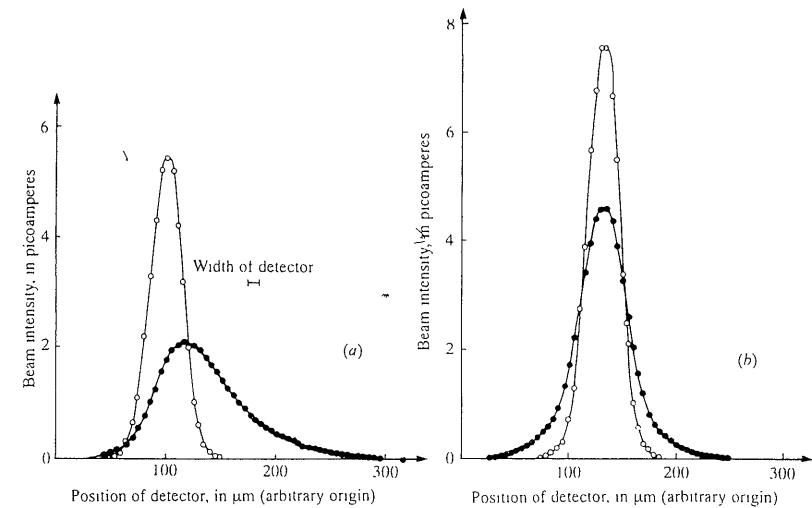 Beam intensity, in picoamperes
6
4
2
0
100
200
300
Width of detector
(a)
Position of detector, in μm (arbitrary origin)
Beam intensity, in picoamperes
8
6
4
2
0
100
200
300
(b)
Position of detector, in μm (arbitrary origin)